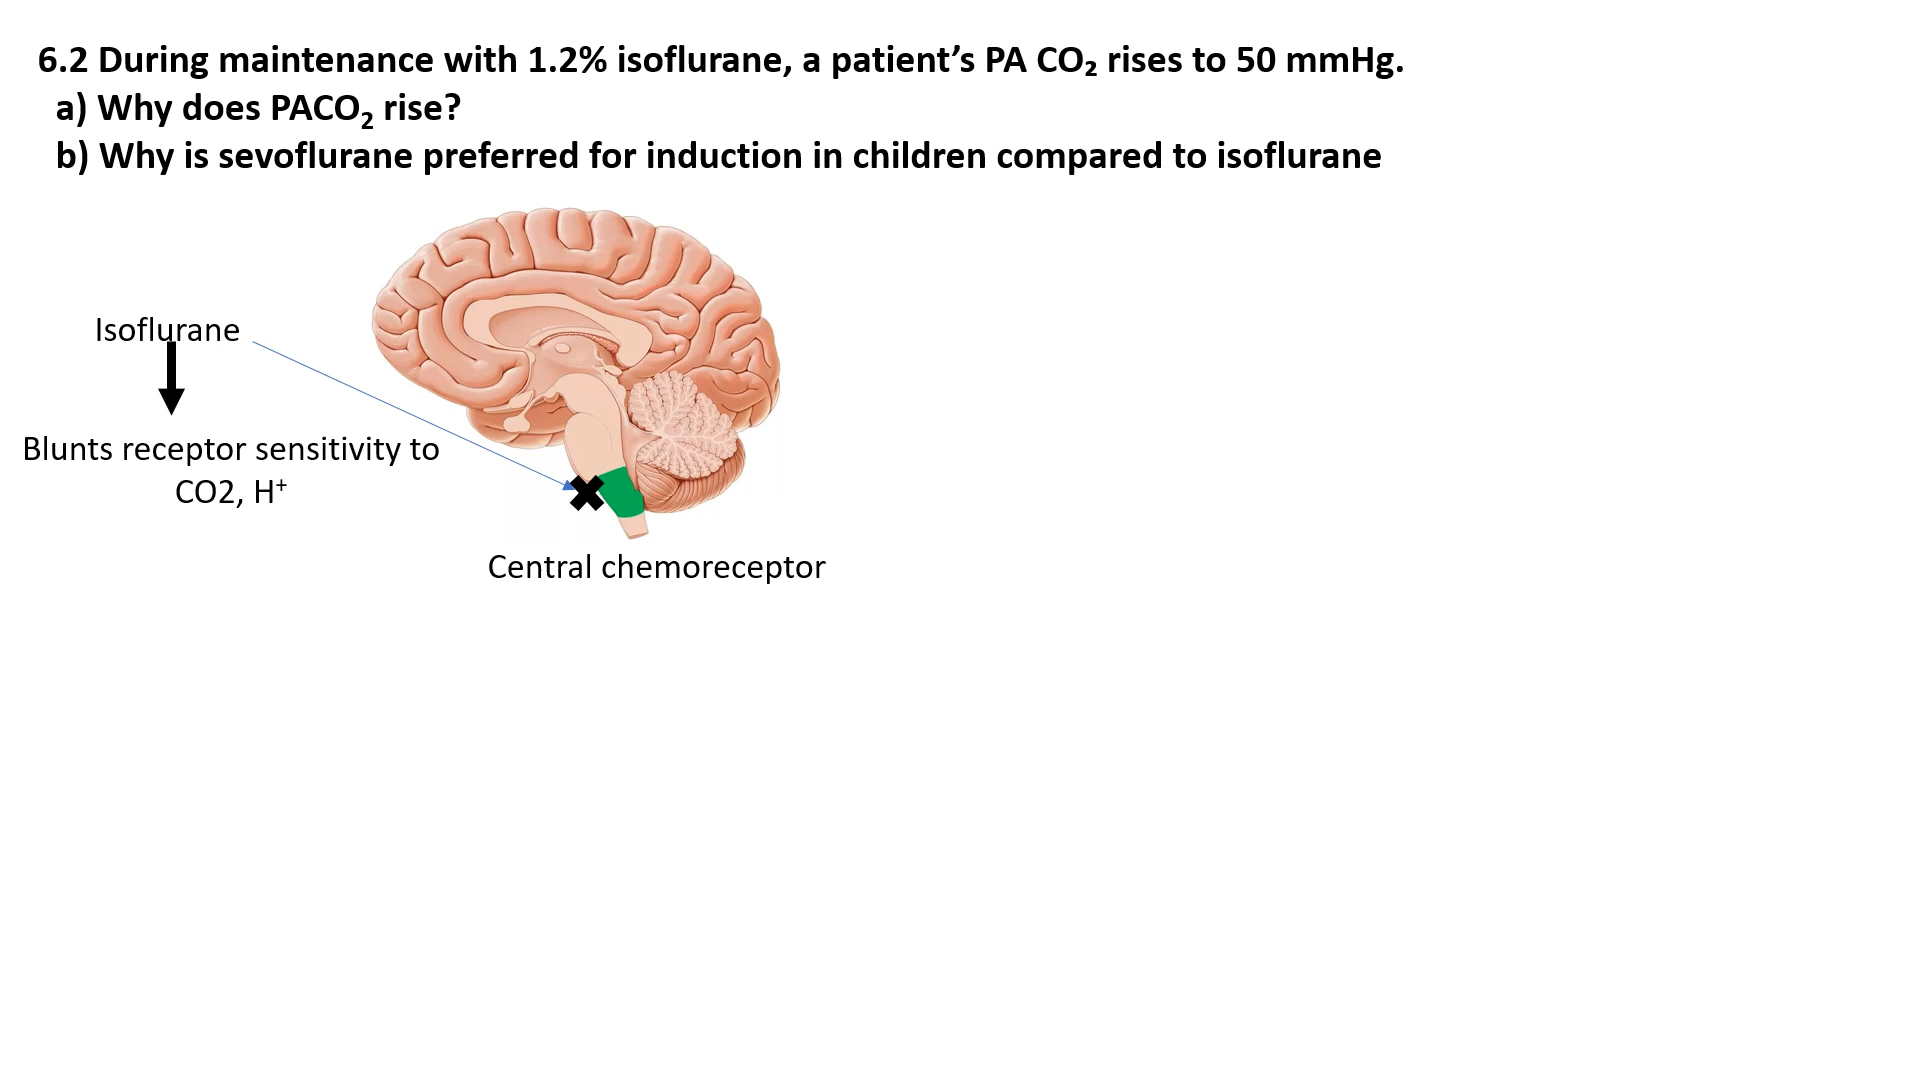 6.2 During maintenance with 1.2% isoflurane, a patient’s PA CO₂ rises to 50 mmHg.
a) Why does PACO₂ rise?
b) Why is sevoflurane preferred for induction in children compared to isoflurane
Isoflurane
Blunts receptor sensitivity to
CO2, H⁺
Central chemoreceptor